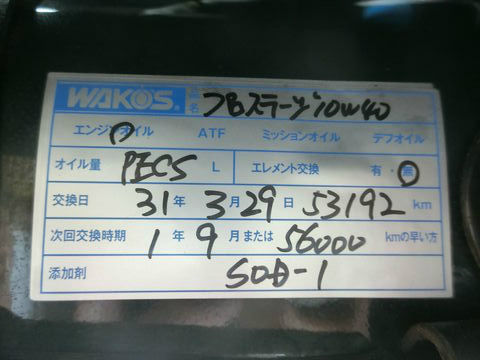 WAKO'S 品名 プロステージ 10W40
エンジンオイル ATF ミッションオイル デフオイル
オイル量 L エレメント交換 有・無
交換日 31年 3月 29日 53192 km
次回交換時期 1年 9月または 56000 kmの早い方
添加剤